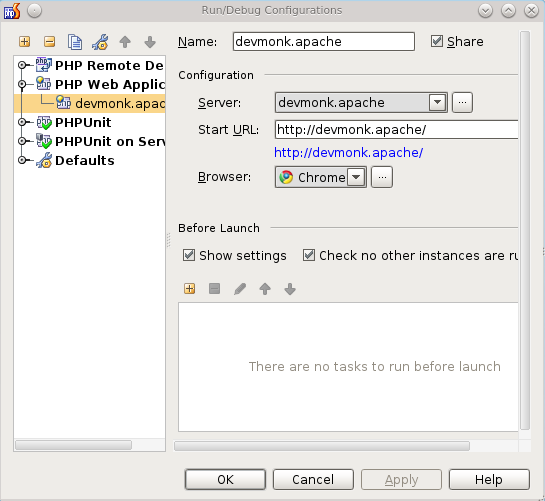 Run/Debug Configurations
Name: devmonk.apache Share
PHP Remote De
PHP Web Applic
devmonk.apac
PHPUnit
PHPUnit on Serv
Defaults
Configuration
Server: devmonk.apache ...
Start URL: http://devmonk.apache/
http://devmonk.apache/
Browser: Chrome ...
Before Launch
Show settings Check no other instances are ru
There are no tasks to run before launch
OK Cancel Apply Help